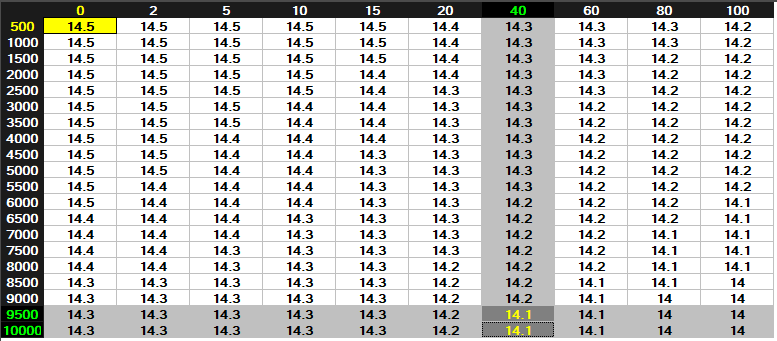 0 2 5 10 15 20 40 60 80 100
500 14.5 14.5 14.5 14.5 14.5 14.4 14.3 14.3 14.3 14.2
1000 14.5 14.5 14.5 14.5 14.5 14.4 14.3 14.3 14.3 14.2
1500 14.5 14.5 14.5 14.5 14.5 14.4 14.3 14.3 14.2 14.2
2000 14.5 14.5 14.5 14.5 14.4 14.4 14.3 14.3 14.2 14.2
2500 14.5 14.5 14.5 14.5 14.4 14.3 14.3 14.3 14.2 14.2
3000 14.5 14.5 14.5 14.4 14.4 14.3 14.3 14.2 14.2 14.2
3500 14.5 14.5 14.5 14.4 14.4 14.3 14.3 14.2 14.2 14.2
4000 14.5 14.5 14.4 14.4 14.4 14.3 14.3 14.2 14.2 14.2
4500 14.5 14.5 14.4 14.4 14.3 14.3 14.3 14.2 14.2 14.2
5000 14.5 14.5 14.4 14.4 14.3 14.3 14.3 14.2 14.2 14.2
5500 14.5 14.4 14.4 14.4 14.3 14.3 14.3 14.2 14.2 14.2
6000 14.5 14.4 14.4 14.4 14.3 14.3 14.2 14.2 14.2 14.1
6500 14.4 14.4 14.4 14.3 14.3 14.3 14.2 14.2 14.2 14.1
7000 14.4 14.4 14.4 14.3 14.3 14.3 14.2 14.2 14.1 14.1
7500 14.4 14.4 14.3 14.3 14.3 14.3 14.2 14.2 14.1 14.1
8000 14.4 14.4 14.3 14.3 14.3 14.2 14.2 14.2 14.1 14.1
8500 14.3 14.3 14.3 14.3 14.3 14.2 14.2 14.1 14.1 14
9000 14.3 14.3 14.3 14.3 14.3 14.2 14.2 14.1 14 14
9500 14.3 14.3 14.3 14.3 14.3 14.2 14.1 14.1 14 14
10000 14.3 14.3 14.3 14.3 14.3 14.2 14.1 14.1 14 14